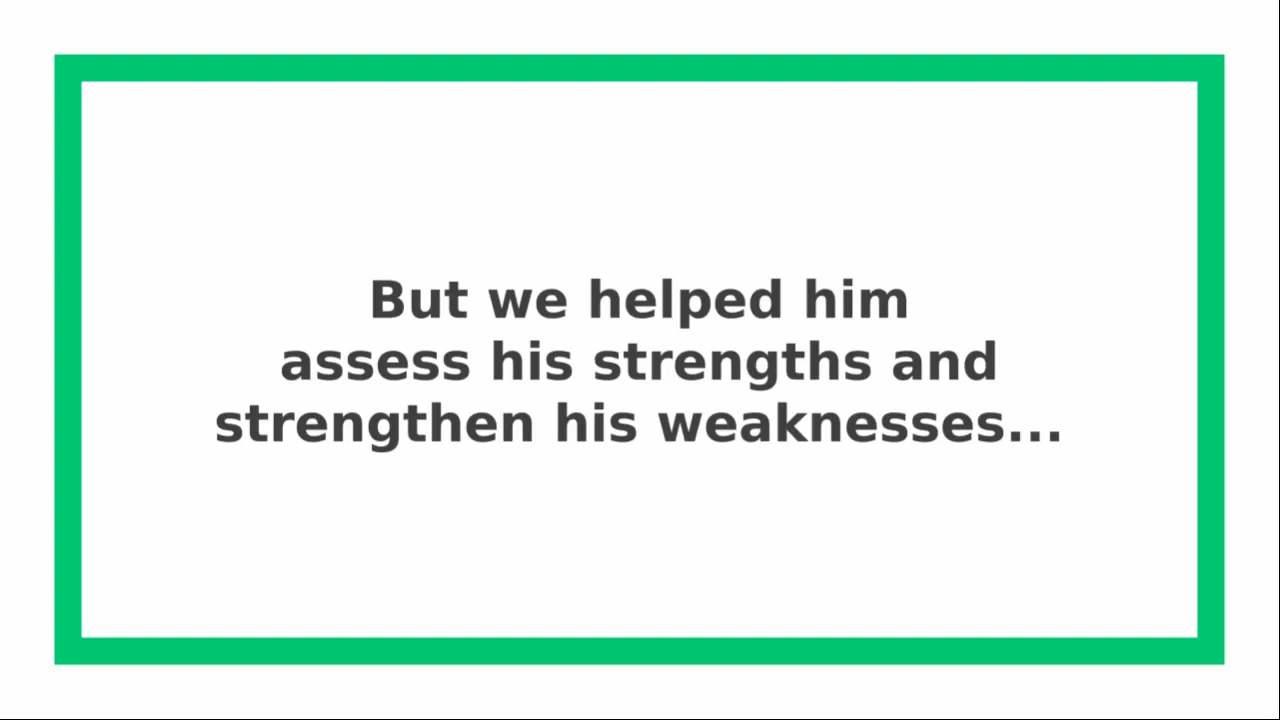 But we helped him
assess his strengths and
strengthen his weaknesses...